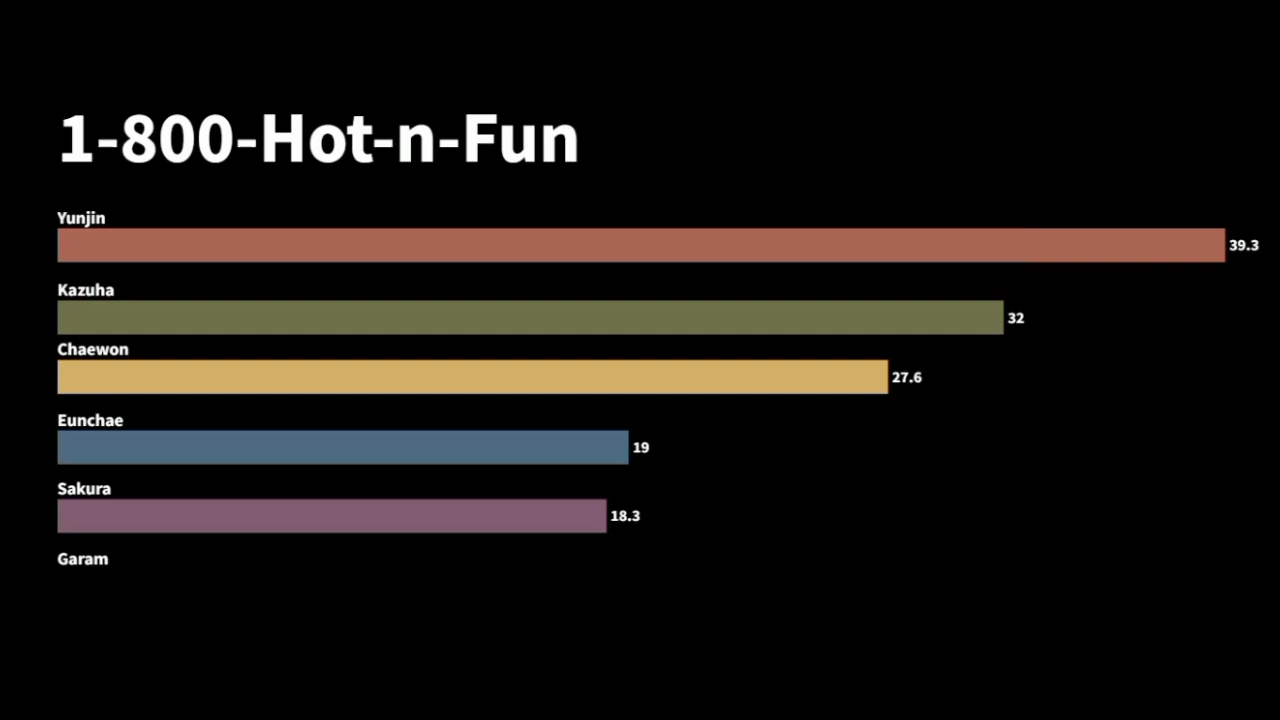 1-800-Hot-n-Fun
Yunjin
39.3
Kazuha
32
Chaewon
27.6
Eunchae
19
Sakura
18.3
Garam